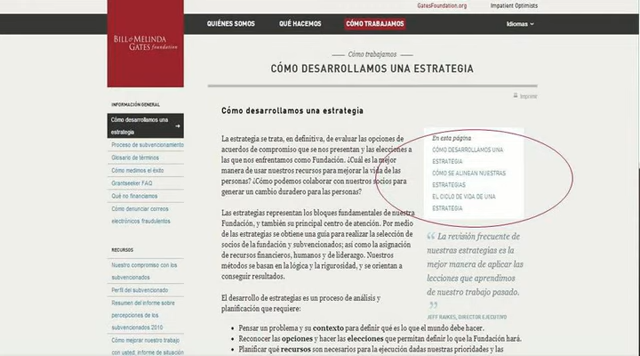 GatesFoundation.org
Impatient Optimists
BILL & MELINDA
GATES foundation
QUIÉNES SOMOS
QUÉ HACEMOS
CÓMO TRABAJAMOS
Idiomas
Cómo trabajamos
CÓMO DESARROLLAMOS UNA ESTRATEGIA
Imprimir
INFORMACIÓN GENERAL
Cómo desarrollamos una
estrategia
Proceso de subvencionamiento
Glosario de términos
Cómo medimos el éxito
Grantseeker FAQ
Qué no financiemos
Cómo denunciar correos
electrónicos fraudulentos
RECURSOS
Nuestro compromiso con los
subvencionados
Perfil del subvencionado
Resumen del informe sobre
percepciones de los
subvencionados 2010
Cómo mejorar nuestro trabajo
con usted, informe de situación
Cómo desarrollamos una estrategia
La estrategia se trata, en definitiva, de evaluar las opciones de
acuerdos de compromiso que se nos presentan y las elecciones a
las que nos enfrentamos como Fundación. ¿Cuál es la mejor
manera de usar nuestros recursos para mejorar la vida de las
personas? ¿Cómo podemos colaborar con nuestros socios para
generar un cambio duradero para las personas?
Las estrategias representan los bloques fundamentales de nuestra
Fundación, y también su principal centro de atención. Por medio
de las estrategias se obtiene una guía para realizar la selección de
socios de la fundación y subvencionados; así como la asignación
de recursos financieros, humanos y de liderazgo. Nuestros
métodos se basan en la lógica y la rigurosidad, y se orientan a
conseguir resultados.
El desarrollo de estrategias es un proceso de análisis y
planificación que requiere:
• Pensar un problema y su contexto para definir qué es lo que el mundo debe hacer.
• Reconocer las opciones y hacer las elecciones que permitan definir lo que la Fundación hará.
• Planificar qué recursos son necesarios para la ejecución dadas nuestras prioridades y las
En esta página
CÓMO DESARROLLAMOS UNA
ESTRATEGIA
CÓMO SE ALINEAN NUESTRAS
ESTRATEGIAS
EL CICLO DE VIDA DE UNA
ESTRATEGIA
“ La revisión frecuente de
nuestras estrategias es la
mejor manera de aplicar
las lecciones que aprendimos
de nuestro trabajo pasado.
”
JEFF RAIKES, DIRECTOR EJECUTIVO